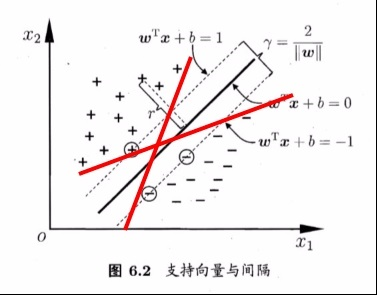 x₂
wᵀx + b = 1
γ = 2/‖w‖
r
wᵀx + b = 0
wᵀx + b = −1
O
x₁
图 6.2 支持向量与间隔